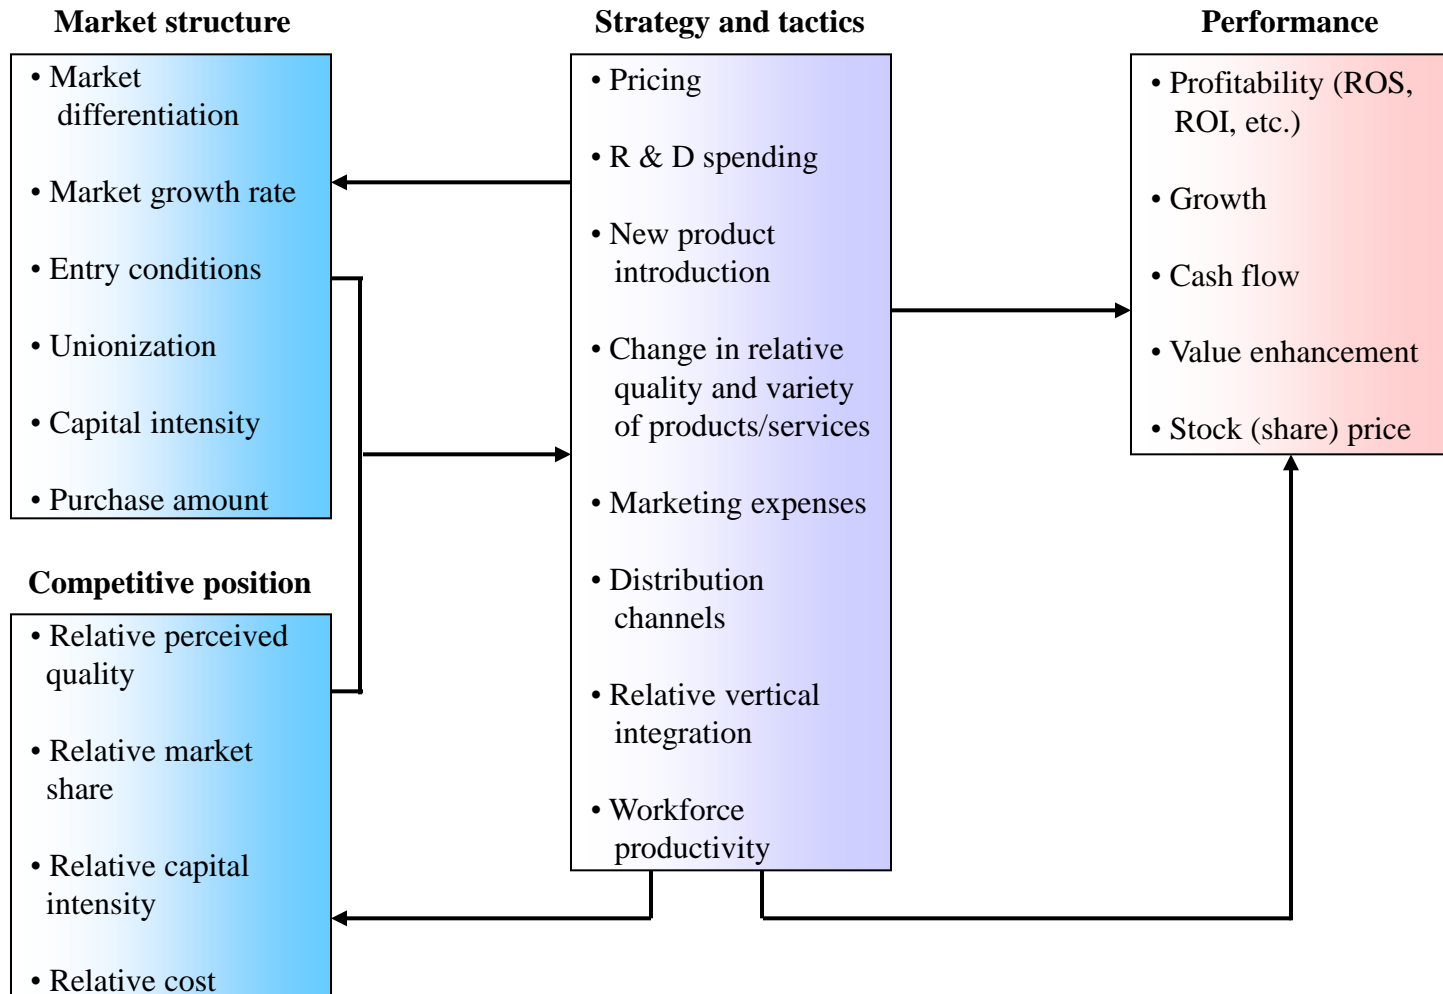 Market structure
• Market
differentiation
• Market growth rate
• Entry conditions
• Unionization
• Capital intensity
• Purchase amount
Competitive position
• Relative perceived
quality
• Relative market
share
• Relative capital
intensity
• Relative cost
Strategy and tactics
• Pricing
• R & D spending
• New product
introduction
• Change in relative
quality and variety
of products/services
• Marketing expenses
• Distribution
channels
• Relative vertical
integration
• Workforce
productivity
Performance
• Profitability (ROS,
ROI, etc.)
• Growth
• Cash flow
• Value enhancement
• Stock (share) price